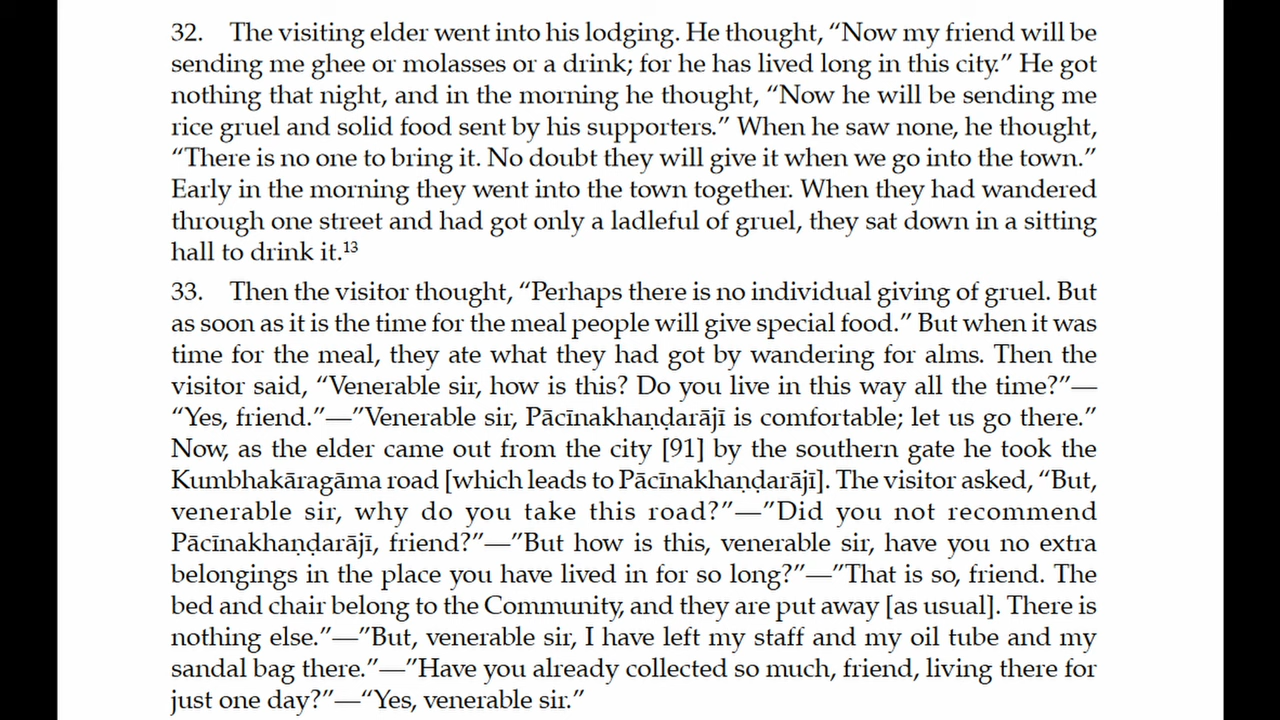 32. The visiting elder went into his lodging. He thought, “Now my friend will be
sending me ghee or molasses or a drink; for he has lived long in this city.” He got
nothing that night, and in the morning he thought, “Now he will be sending me
rice gruel and solid food sent by his supporters.” When he saw none, he thought,
“There is no one to bring it. No doubt they will give it when we go into the town.”
Early in the morning they went into the town together. When they had wandered
through one street and had got only a ladleful of gruel, they sat down in a sitting
hall to drink it.¹³
33. Then the visitor thought, “Perhaps there is no individual giving of gruel. But
as soon as it is the time for the meal people will give special food.” But when it was
time for the meal, they ate what they had got by wandering for alms. Then the
visitor said, “Venerable sir, how is this? Do you live in this way all the time?”—
“Yes, friend.”—”Venerable sir, Pācīnakhaṇḍarājī is comfortable; let us go there.”
Now, as the elder came out from the city [91] by the southern gate he took the
Kumbhakāragāma road [which leads to Pācīnakhaṇḍarājī]. The visitor asked, “But,
venerable sir, why do you take this road?”—”Did you not recommend
Pācīnakhaṇḍarājī, friend?”—”But how is this, venerable sir, have you no extra
belongings in the place you have lived in for so long?”—”That is so, friend. The
bed and chair belong to the Community, and they are put away [as usual]. There is
nothing else.”—”But, venerable sir, I have left my staff and my oil tube and my
sandal bag there.”—”Have you already collected so much, friend, living there for
just one day?”—“Yes, venerable sir.”